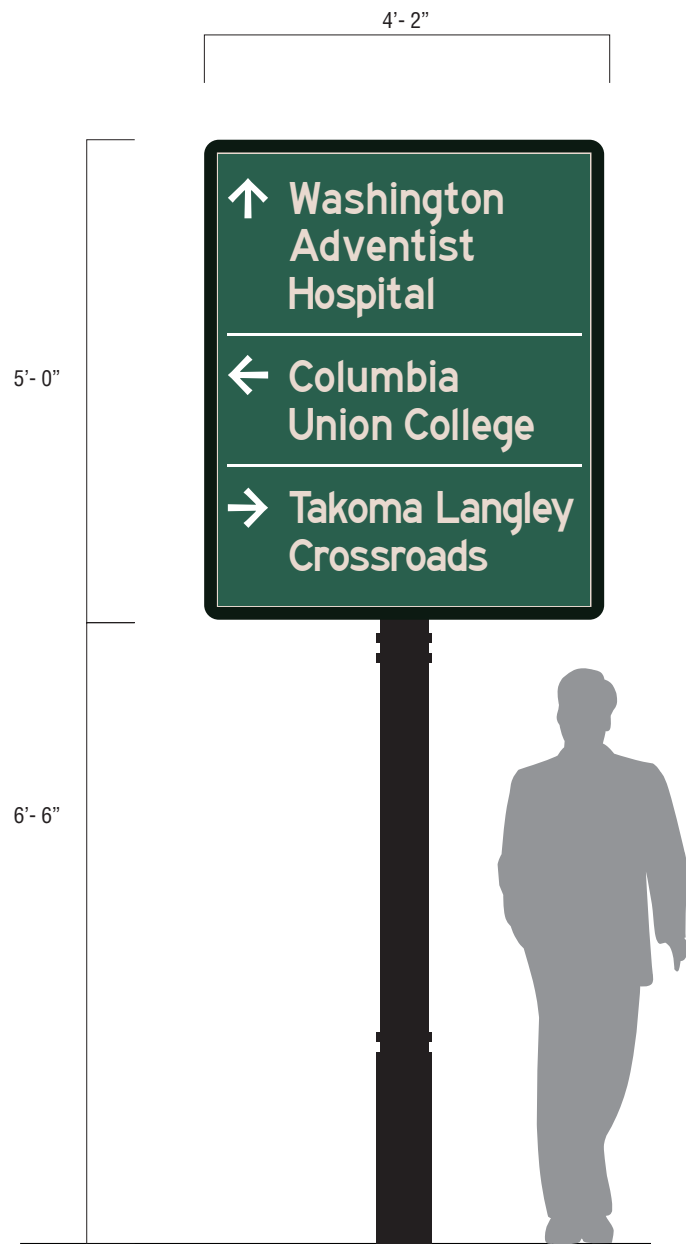 4’- 2”
Washington
Adventist
Hospital
5’- 0”
Columbia
Union College
Takoma Langley
Crossroads
6’- 6”